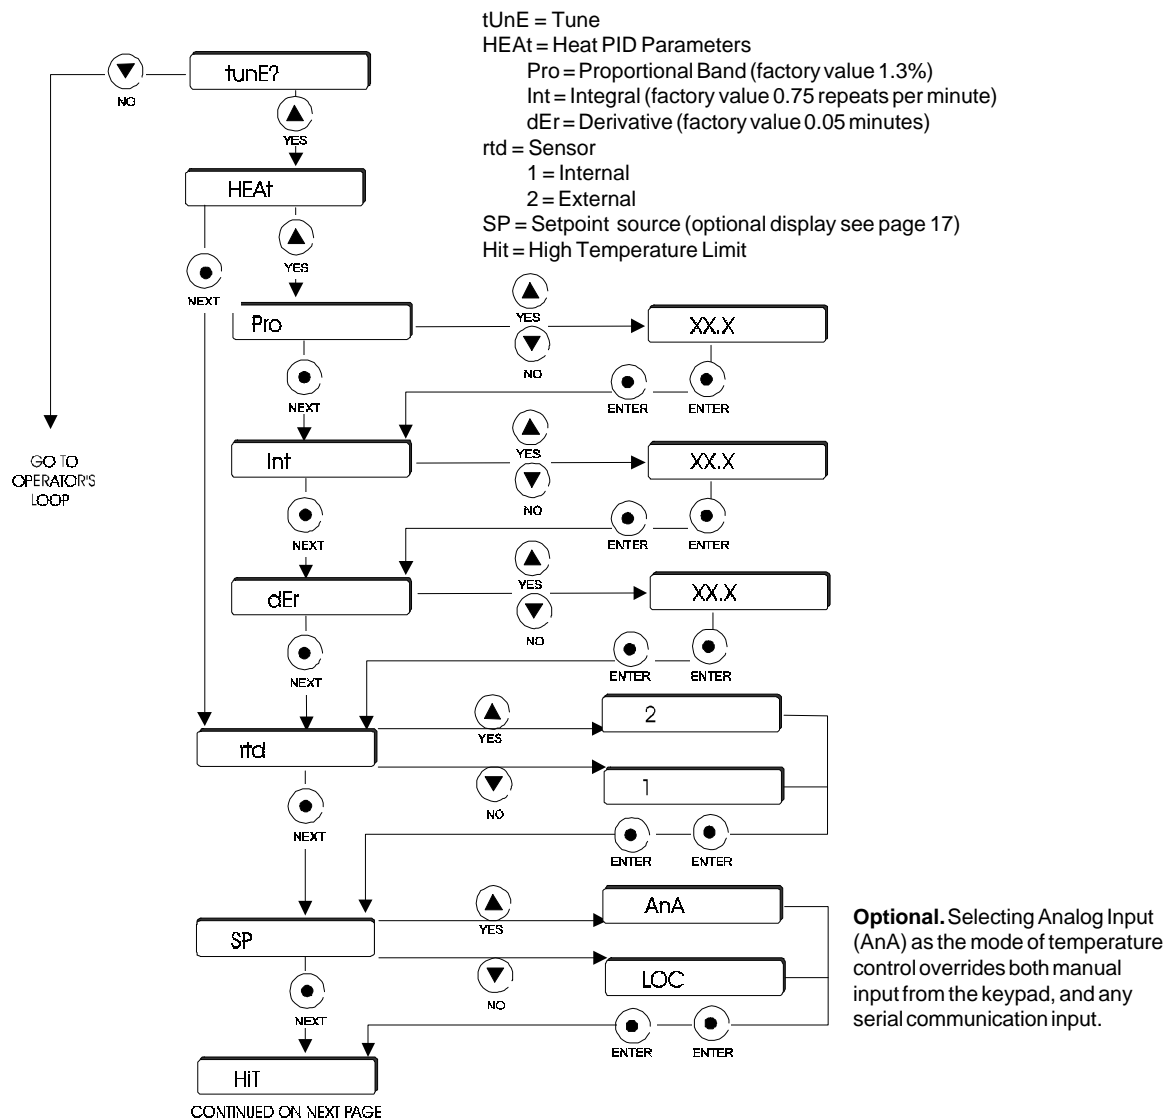 tUnE = Tune
HEAt = Heat PID Parameters
Pro = Proportional Band (factory value 1.3%)
Int = Integral (factory value 0.75 repeats per minute)
dEr = Derivative (factory value 0.05 minutes)
rtd = Sensor
1 = Internal
2 = External
SP = Setpoint source (optional display see page 17)
Hit = High Temperature Limit
tunE?
NO
YES
HEAt
YES
NEXT
Pro
YES
NO
XX.X
NEXT
ENTER
ENTER
Int
YES
NO
XX.X
GO TO
OPERATOR'S
LOOP
NEXT
ENTER
ENTER
dEr
YES
NO
XX.X
NEXT
ENTER
ENTER
rtd
YES
2
NO
1
NEXT
ENTER
ENTER
SP
YES
AnA
NO
LOC
NEXT
ENTER
ENTER
Optional. Selecting Analog Input
(AnA) as the mode of temperature
control overrides both manual
input from the keypad, and any
serial communication input.
HiT
CONTINUED ON NEXT PAGE